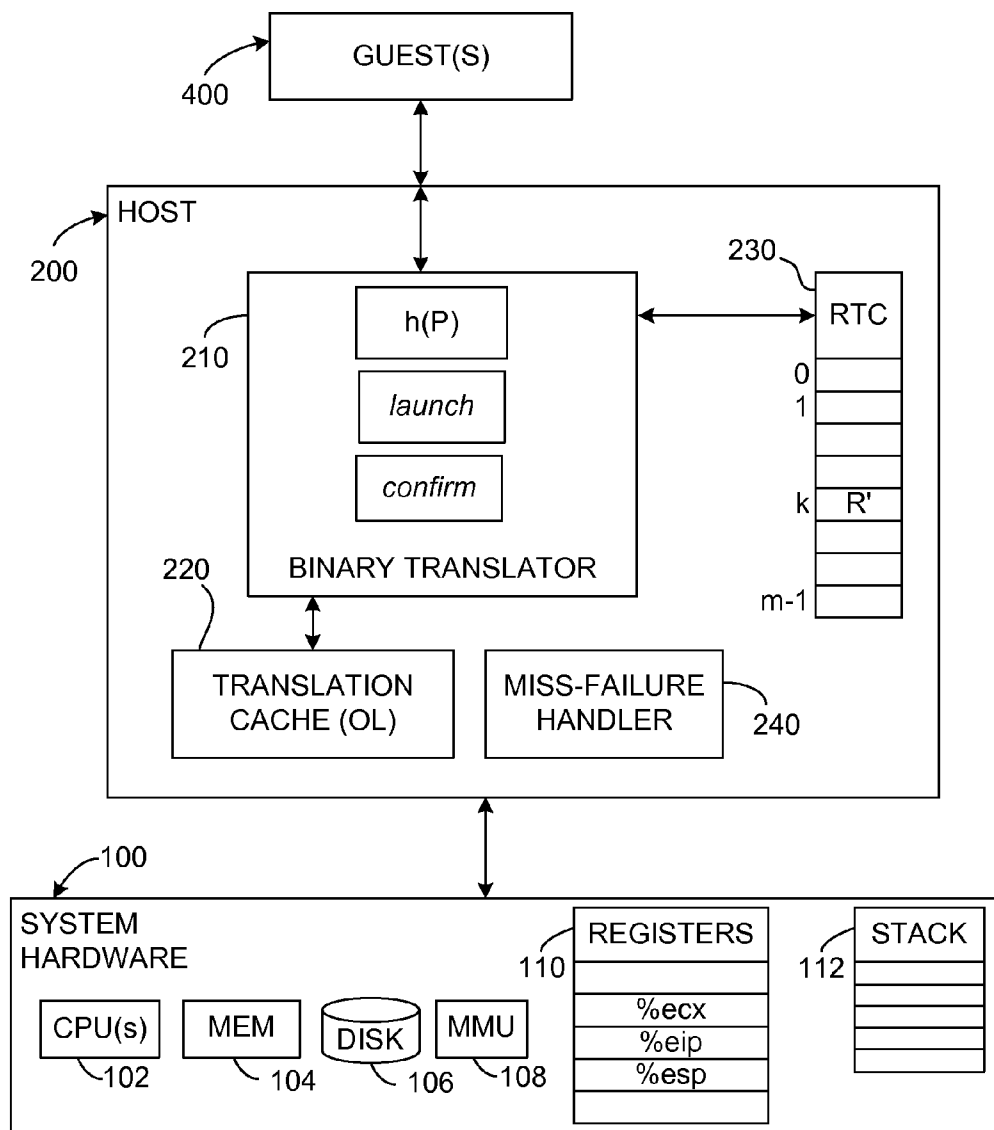 GUEST(S)
400
HOST
200
230
RTC
h(P)
210
0
launch
1
confirm
k
R'
BINARY TRANSLATOR
220
m-1
TRANSLATION
CACHE (OL)
MISS-FAILURE
HANDLER
240
100
SYSTEM
HARDWARE
REGISTERS
110
STACK
112
%ecx
CPU(s)
MEM
DISK
MMU
%eip
%esp
102
104
106
108